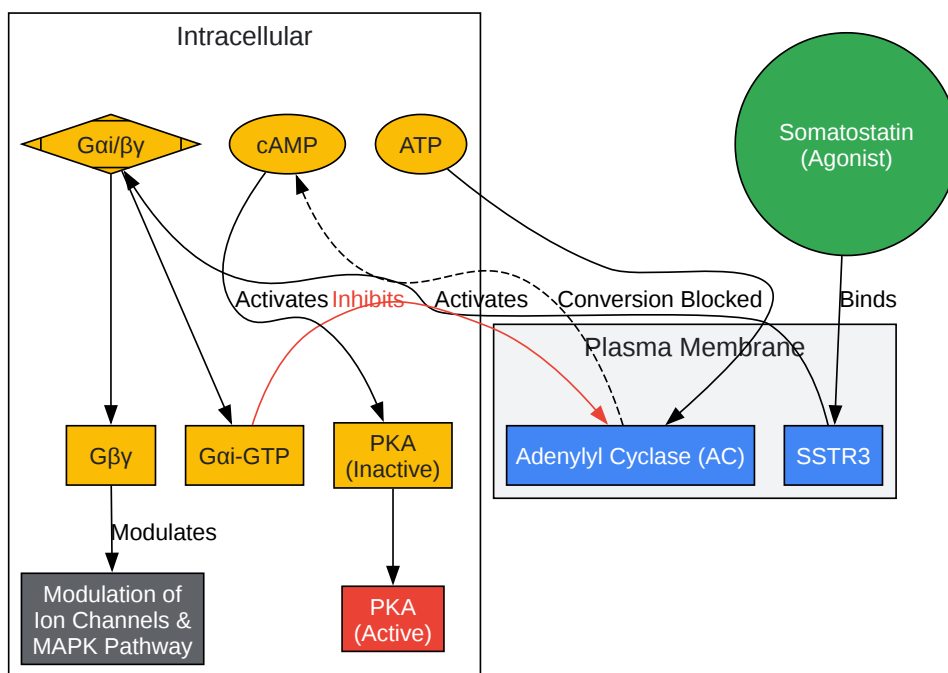 Intracellular
Gαi/βγ
cAMP
ATP
Somatostatin
(Agonist)
Activates
Inhibits
Activates
Conversion Blocked
Binds
Plasma Membrane
Gβγ
Gαi-GTP
PKA
(Inactive)
Adenylyl Cyclase (AC)
SSTR3
Modulates
Modulation of
Ion Channels &
MAPK Pathway
PKA
(Active)